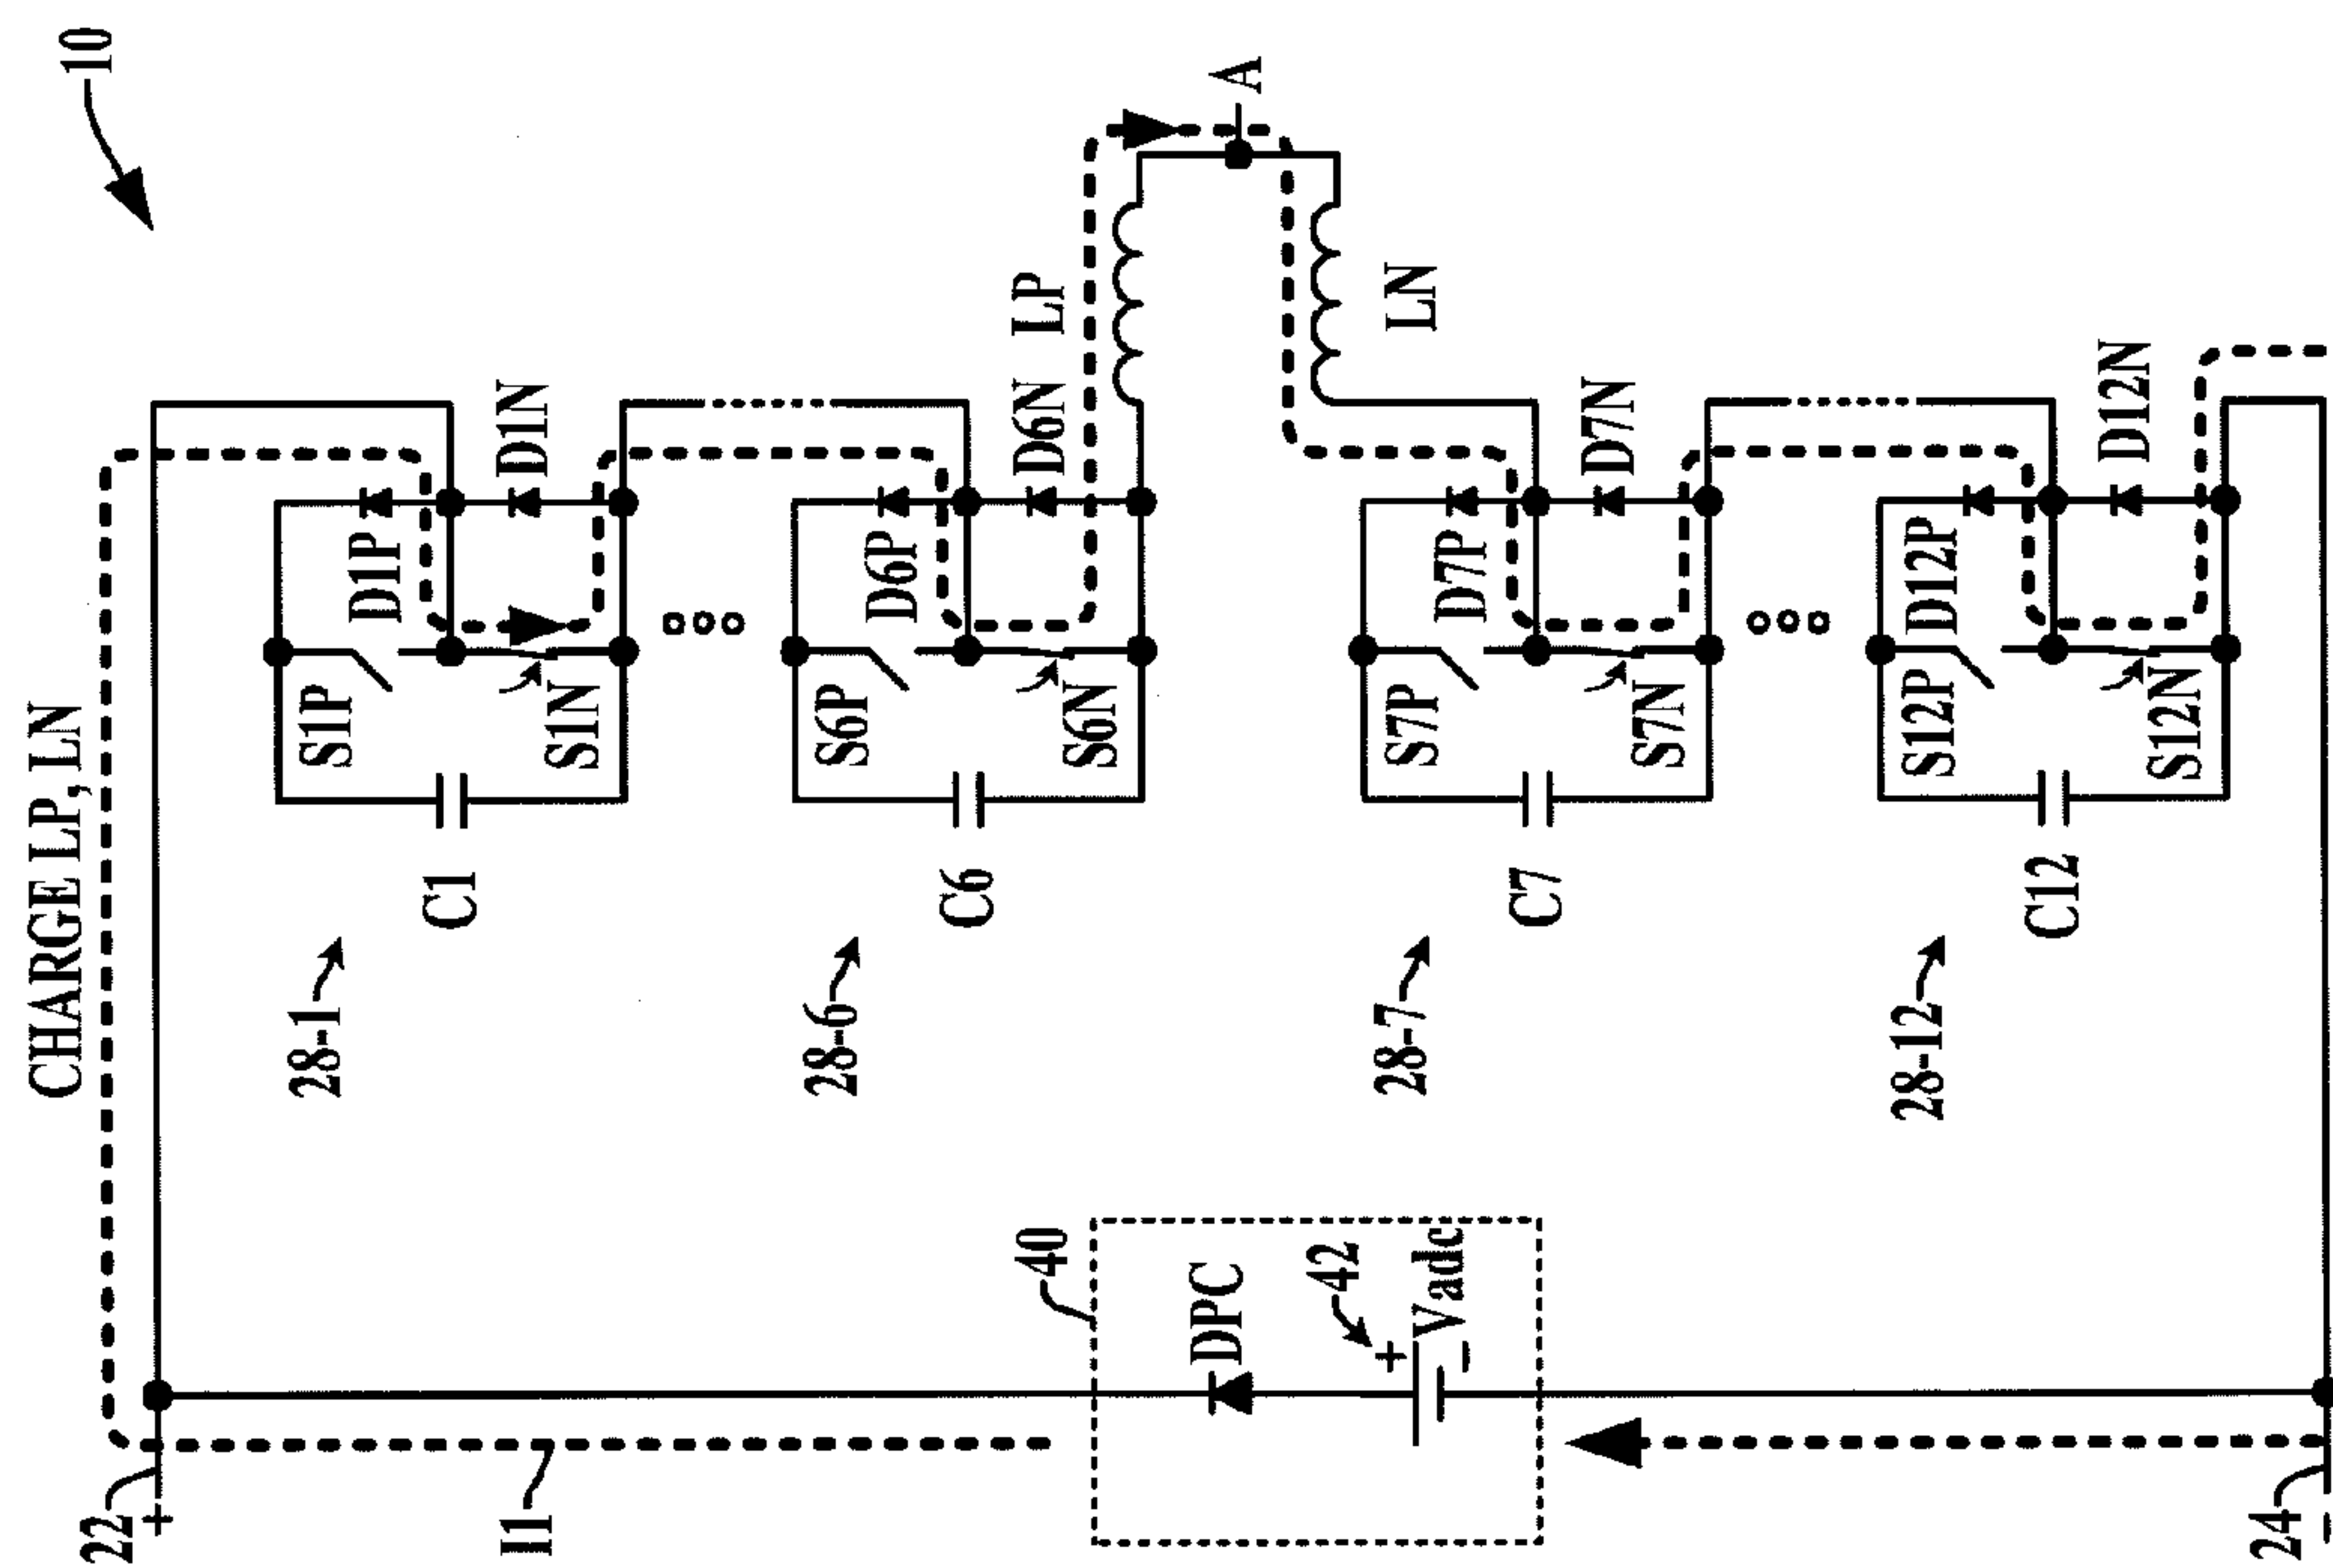 10
CHARGE LP, LN
22
+
I1
28-1
C1
S1P
D1P
S1N
D1N
28-6
C6
S6P
D6P
S6N
D6N
LP
A
LN
40
DPC
42
+
Vadc
-
28-7
C7
S7P
D7P
S7N
D7N
28-12
C12
S12P
D12P
S12N
D12N
24
-